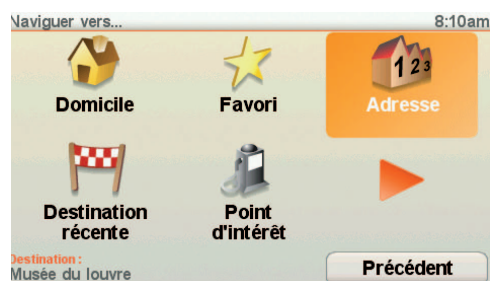 Naviguer vers... 8:10am
Domicile Favori 123 Adresse
Destination récente
Point d'intérêt
Destination :
Musée du louvre
Précédent